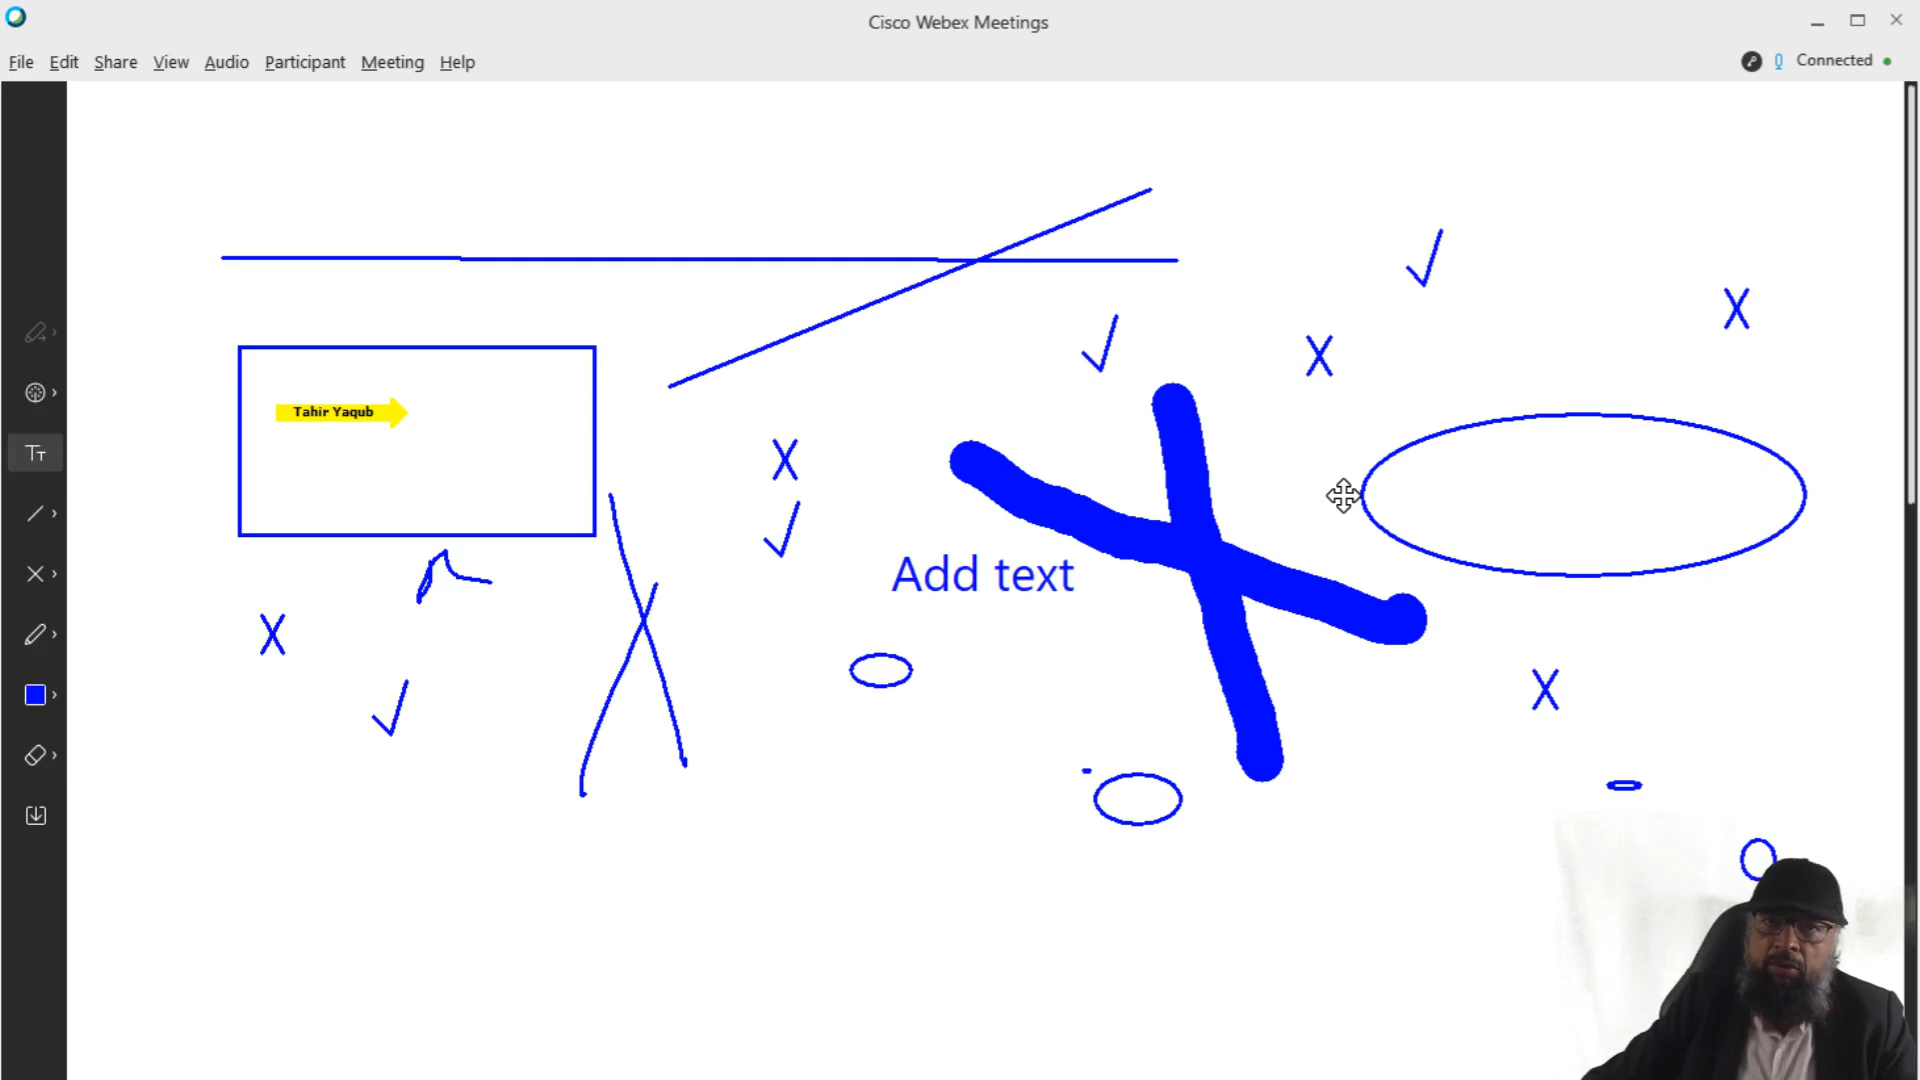 Cisco Webex Meetings
File Edit Share View Audio Participant Meeting Help
Connected
Tahir Yaqub
Add text